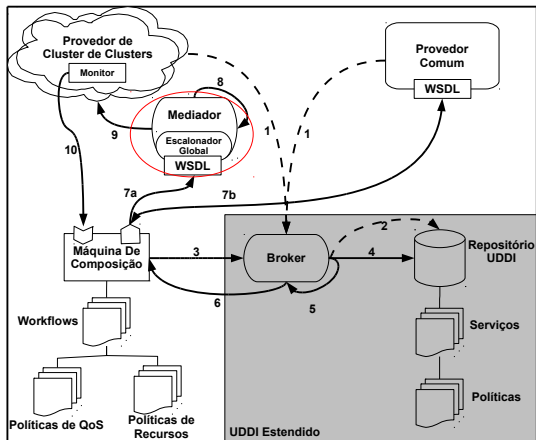 Provedor de
Cluster de Clusters
Monitor
Provedor
Comum
WSDL
8
Mediador
Escalonador
Global
WSDL
1
1
9
10
7a
7b
2
Máquina De
Composição
3
Broker
4
Repositório
UDDI
6
5
Workflows
Serviços
Políticas de QoS
Políticas de
Recursos
Políticas
UDDI Estendido